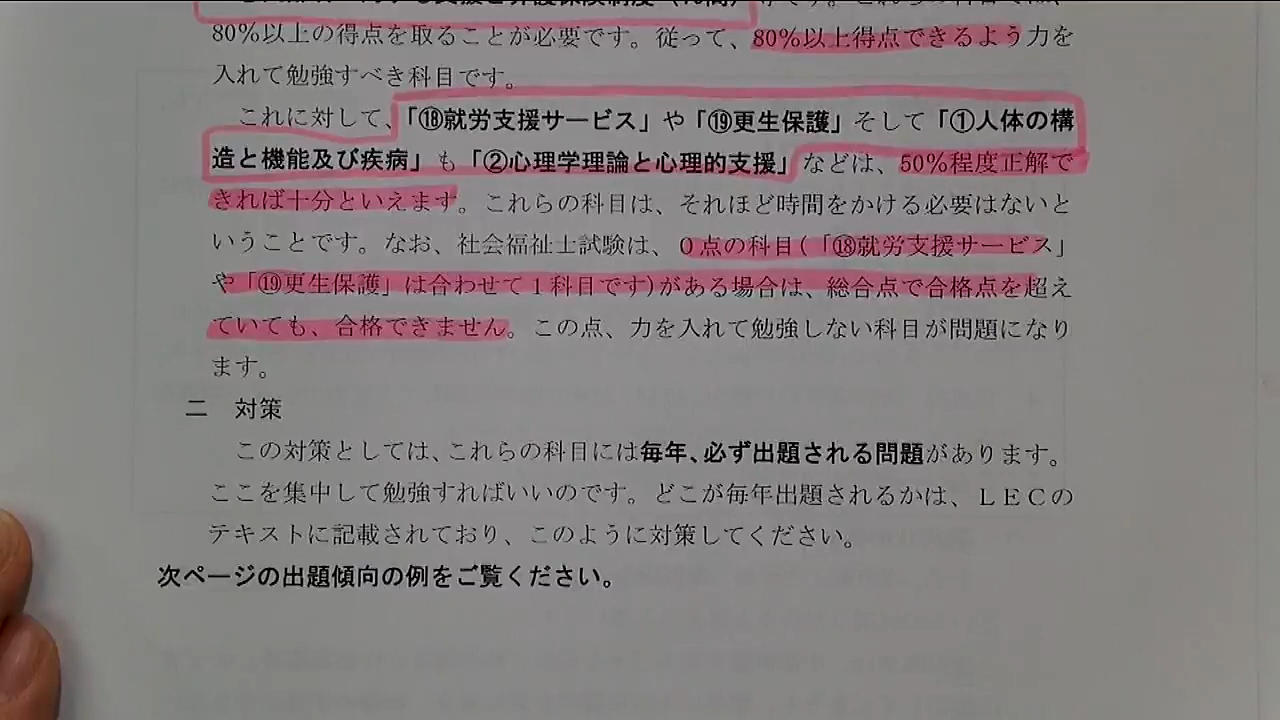 支援と介護保険制度（10問）
80％以上の得点を取ることが必要です。従って、80％以上得点できるよう力を
入れて勉強すべき科目です。
これに対して、「⑱就労支援サービス」や「⑲更生保護」そして「①人体の構
造と機能及び疾病」も「②心理学理論と心理的支援」などは、50％程度正解で
きれば十分といえます。これらの科目は、それほど時間をかける必要はないと
いうことです。なお、社会福祉士試験は、０点の科目(「⑱就労支援サービス」
や「⑲更生保護」は合わせて１科目です)がある場合は、総合点で合格点を超え
ていても、合格できません。この点、力を入れて勉強しない科目が問題になり
ます。
二　対策
この対策としては、これらの科目には毎年、必ず出題される問題があります。
ここを集中して勉強すればいいのです。どこが毎年出題されるかは、ＬＥＣの
テキストに記載されており、このように対策してください。
次ページの出題傾向の例をご覧ください。